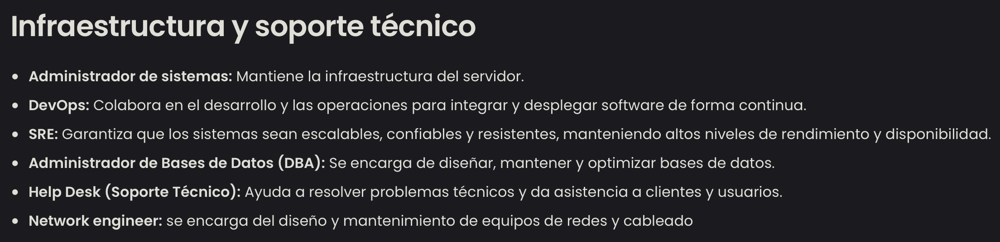 Infraestructura y soporte técnico
• Administrador de sistemas: Mantiene la infraestructura del servidor.
• DevOps: Colabora en el desarrollo y las operaciones para integrar y desplegar software de forma continua.
• SRE: Garantiza que los sistemas sean escalables, confiables y resistentes, manteniendo altos niveles de rendimiento y disponibilidad.
• Administrador de Bases de Datos (DBA): Se encarga de diseñar, mantener y optimizar bases de datos.
• Help Desk (Soporte Técnico): Ayuda a resolver problemas técnicos y da asistencia a clientes y usuarios.
• Network engineer: se encarga del diseño y mantenimiento de equipos de redes y cableado